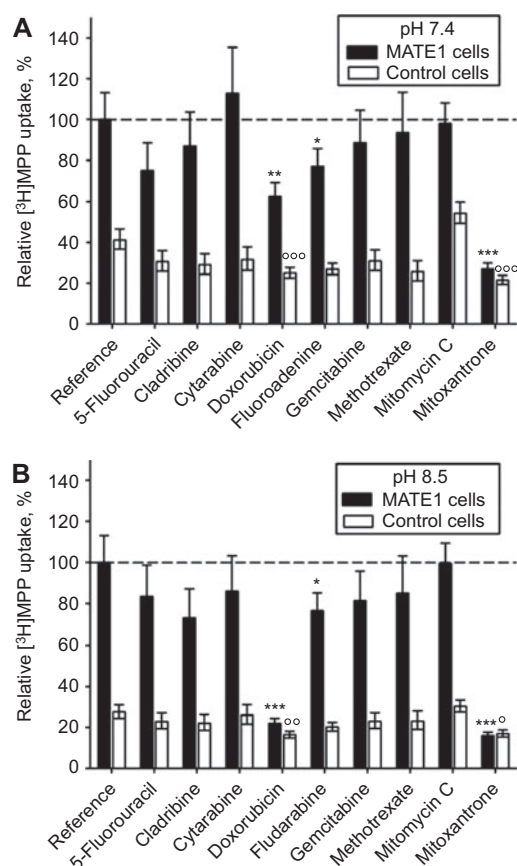 A
pH 7.4
MATE1 cells
Control cells
Relative [³H]MPP uptake, %
140
120
100
80
60
40
20
0
** °°° * *** °°°
Reference
5-Fluorouracil
Cladribine
Cytarabine
Doxorubicin
Fluoroadenine
Gemcitabine
Methotrexate
Mitomycin C
Mitoxantrone
B
pH 8.5
MATE1 cells
Control cells
Relative [³H]MPP uptake, %
140
120
100
80
60
40
20
0
*** °° * *** °
Reference
5-Fluorouracil
Cladribine
Cytarabine
Doxorubicin
Fludarabine
Gemcitabine
Methotrexate
Mitomycin C
Mitoxantrone